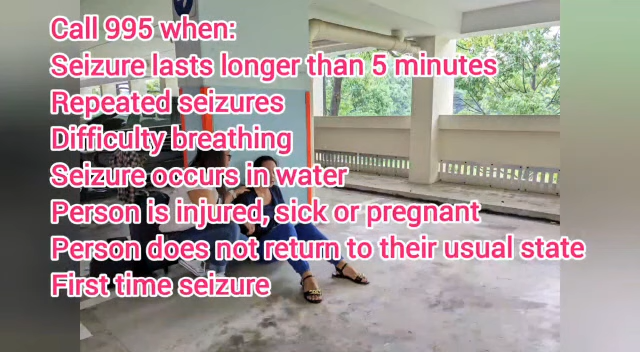 Call 995 when:
Seizure lasts longer than 5 minutes
Repeated seizures
Difficulty breathing
Seizure occurs in water
Person is injured, sick or pregnant
Person does not return to their usual state
First time seizure